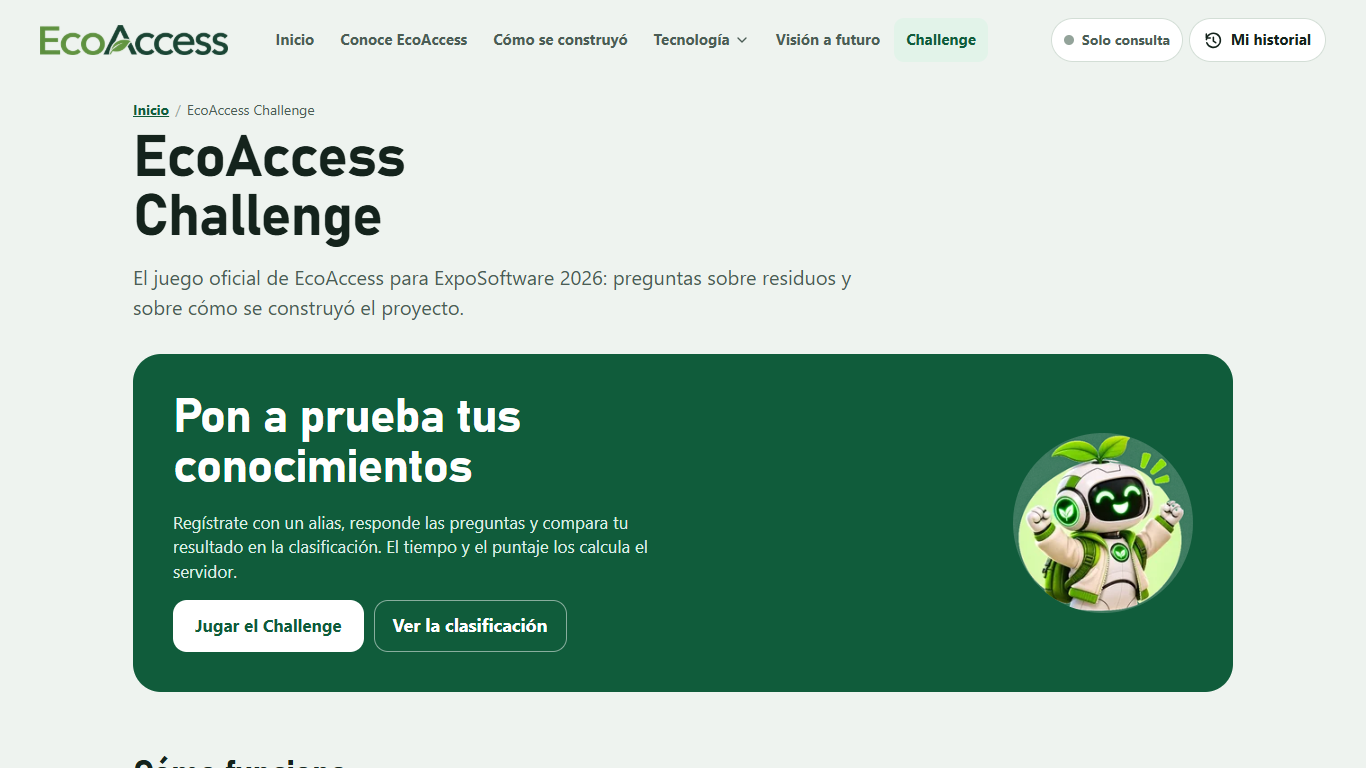 EcoAccess
Inicio
Conoce EcoAccess
Cómo se construyó
Tecnología
Visión a futuro
Challenge
Solo consulta
Mi historial
Inicio / EcoAccess Challenge
EcoAccess
Challenge
El juego oficial de EcoAccess para ExpoSoftware 2026: preguntas sobre residuos y
sobre cómo se construyó el proyecto.
Pon a prueba tus
conocimientos
Regístrate con un alias, responde las preguntas y compara tu
resultado en la clasificación. El tiempo y el puntaje los calcula el
servidor.
Jugar el Challenge
Ver la clasificación
Cómo funciona